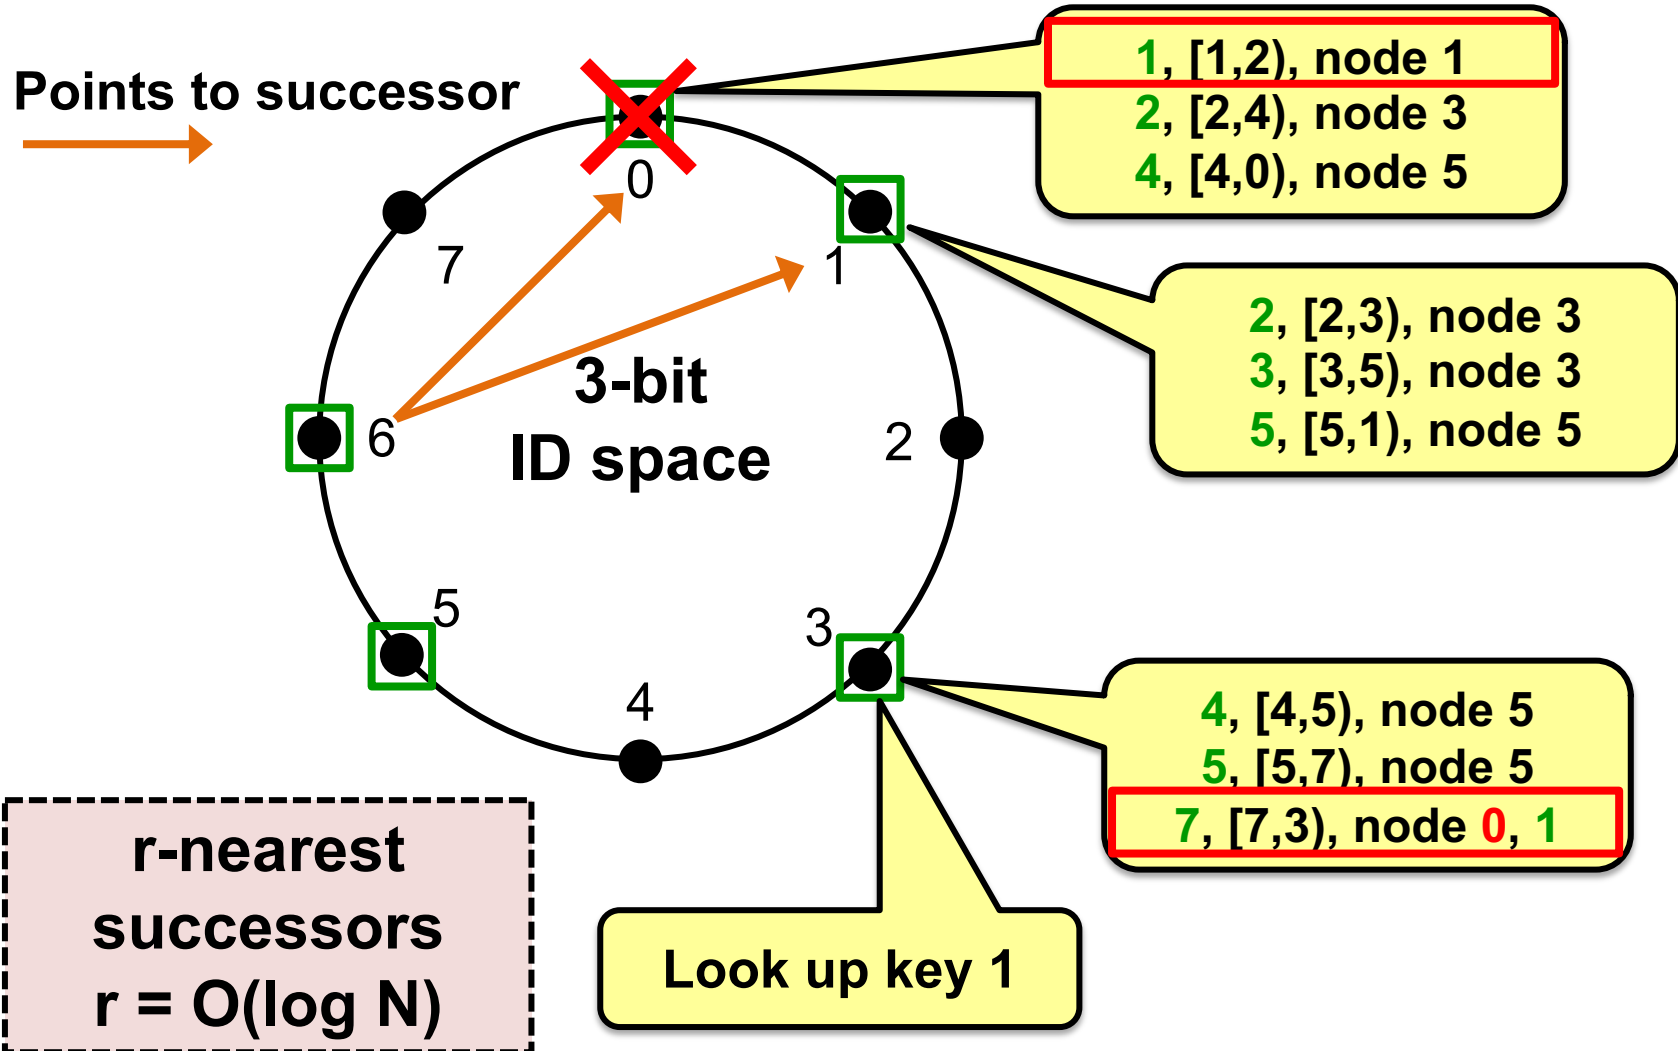 Points to successor
1, [1,2), node 1
2, [2,4), node 3
4, [4,0), node 5
0
7
1
2, [2,3), node 3
3, [3,5), node 3
5, [5,1), node 5
3-bit
ID space
6
2
5
3
4
4, [4,5), node 5
5, [5,7), node 5
7, [7,3), node 0, 1
r-nearest
successors
r = O(log N)
Look up key 1